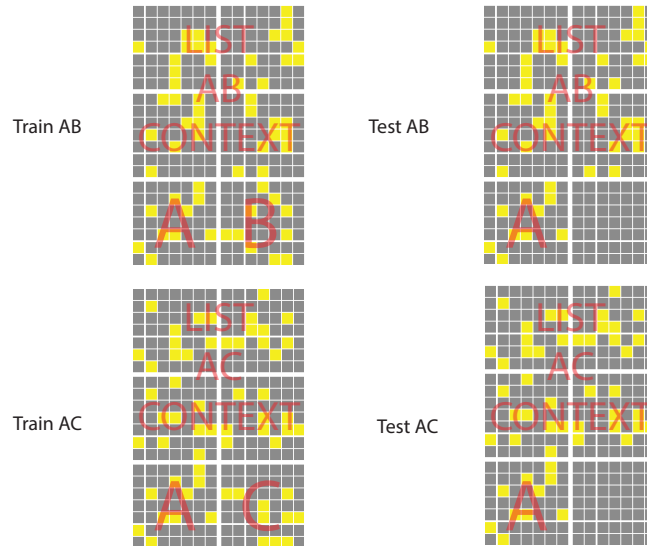 Train AB
LIST
AB
CONTEXT
A B
Test AB
LIST
AB
CONTEXT
A
Train AC
LIST
AC
CONTEXT
A C
Test AC
LIST
AC
CONTEXT
A